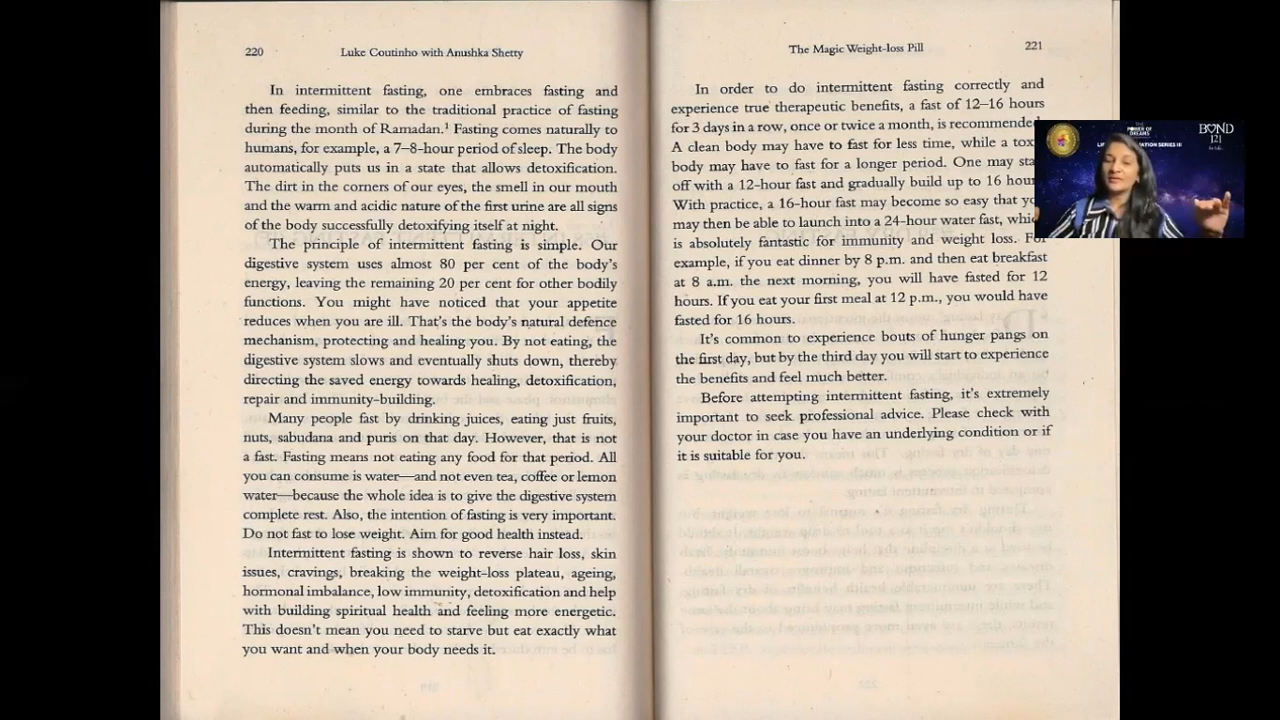 220
Luke Coutinho with Anushka Shetty
In intermittent fasting, one embraces fasting and
then feeding, similar to the traditional practice of fasting
during the month of Ramadan.¹ Fasting comes naturally to
humans, for example, a 7–8-hour period of sleep. The body
automatically puts us in a state that allows detoxification.
The dirt in the corners of our eyes, the smell in our mouth
and the warm and acidic nature of the first urine are all signs
of the body successfully detoxifying itself at night.
The principle of intermittent fasting is simple. Our
digestive system uses almost 80 per cent of the body's
energy, leaving the remaining 20 per cent for other bodily
functions. You might have noticed that your appetite
reduces when you are ill. That's the body's natural defence
mechanism, protecting and healing you. By not eating, the
digestive system slows and eventually shuts down, thereby
directing the saved energy towards healing, detoxification,
repair and immunity-building.
Many people fast by drinking juices, eating just fruits,
nuts, sabudana and puris on that day. However, that is not
a fast. Fasting means not eating any food for that period. All
you can consume is water—and not even tea, coffee or lemon
water—because the whole idea is to give the digestive system
complete rest. Also, the intention of fasting is very important.
Do not fast to lose weight. Aim for good health instead.
Intermittent fasting is shown to reverse hair loss, skin
issues, cravings, breaking the weight-loss plateau, ageing,
hormonal imbalance, low immunity, detoxification and help
with building spiritual health and feeling more energetic.
This doesn't mean you need to starve but eat exactly what
you want and when your body needs it.
The Magic Weight-loss Pill
221
In order to do intermittent fasting correctly and
experience true therapeutic benefits, a fast of 12–16 hours
for 3 days in a row, once or twice a month, is recommended
A clean body may have to fast for less time, while a tox
body may have to fast for a longer period. One may sta
off with a 12-hour fast and gradually build up to 16 hour
With practice, a 16-hour fast may become so easy that yo
may then be able to launch into a 24-hour water fast, whic
is absolutely fantastic for immunity and weight loss. For
example, if you eat dinner by 8 p.m. and then eat breakfast
at 8 a.m. the next morning, you will have fasted for 12
hours. If you eat your first meal at 12 p.m., you would have
fasted for 16 hours.
It's common to experience bouts of hunger pangs on
the first day, but by the third day you will start to experience
the benefits and feel much better.
Before attempting intermittent fasting, it's extremely
important to seek professional advice. Please check with
your doctor in case you have an underlying condition or if
it is suitable for you.
POWER OF
DREAMS
BOND
121
SERIES III